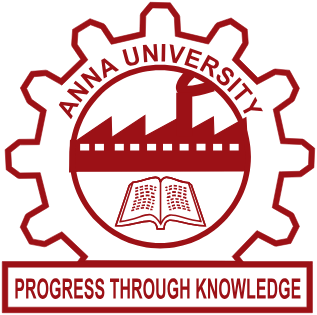 ANNA UNIVERSITY
PROGRESS THROUGH KNOWLEDGE